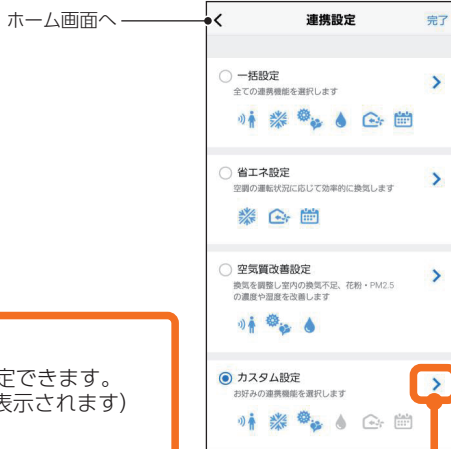 ホーム画面へ
連携設定
完了
一括設定
全ての連携機能を選択します
省エネ設定
空調の運転状況に応じて効率的に換気します
空気質改善設定
換気を調整し室内の換気不足、花粉・PM2.5
の濃度や湿度を改善します
定できます。
表示されます)
カスタム設定
お好みの連携機能を選択します